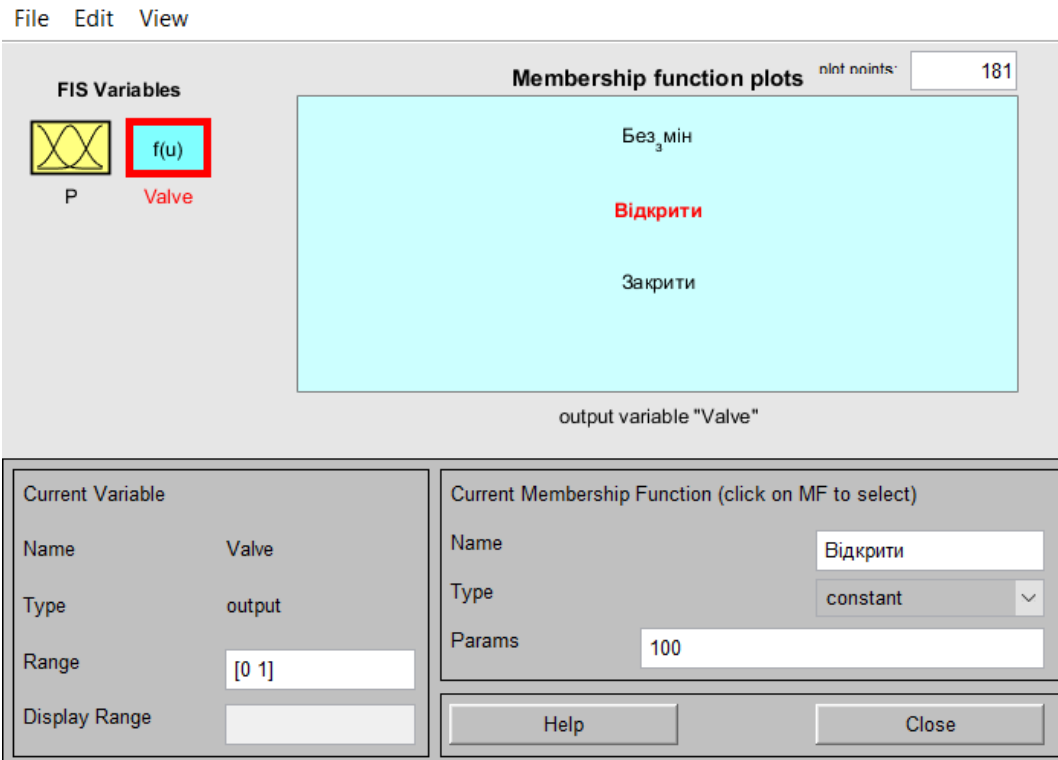 File Edit View
FIS Variables
f(u)
P Valve
Membership function plots plot points: 181
Без_змін
Відкрити
Закрити
output variable "Valve"
Current Variable
Name Valve
Type output
Range [0 1]
Display Range
Current Membership Function (click on MF to select)
Name Відкрити
Type constant
Params 100
Help Close